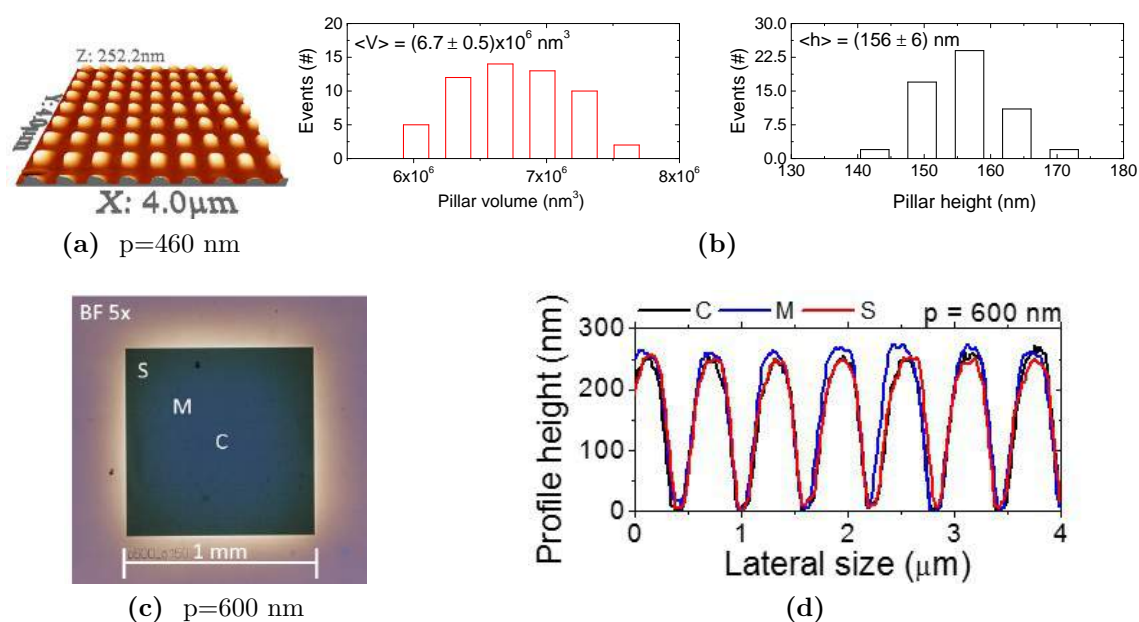 Z: 252.2nm
X: 4.0μm
(a) p=460 nm
<V> = (6.7 ± 0.5)x10⁶ nm³
Events (#)
20
15
10
5
0
6x10⁶ 7x10⁶ 8x10⁶
Pillar volume (nm³)
<h> = (156 ± 6) nm
Events (#)
30.0
22.5
15.0
7.5
0.0
130 140 150 160 170 180
Pillar height (nm)
(b)
BF 5x
S
M
C
1 mm
(c) p=600 nm
C M S p = 600 nm
Profile height (nm)
300
200
100
0
0 1 2 3 4
Lateral size (μm)
(d)